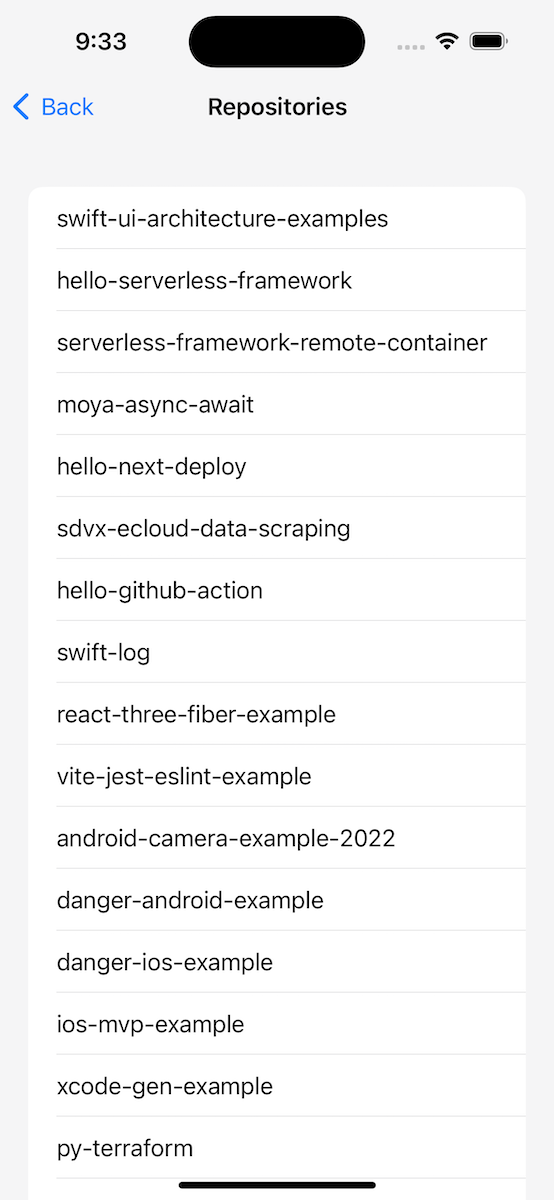 9:33
Back
Repositories
swift-ui-architecture-examples
hello-serverless-framework
serverless-framework-remote-container
moya-async-await
hello-next-deploy
sdvx-ecloud-data-scraping
hello-github-action
swift-log
react-three-fiber-example
vite-jest-eslint-example
android-camera-example-2022
danger-android-example
danger-ios-example
ios-mvp-example
xcode-gen-example
py-terraform